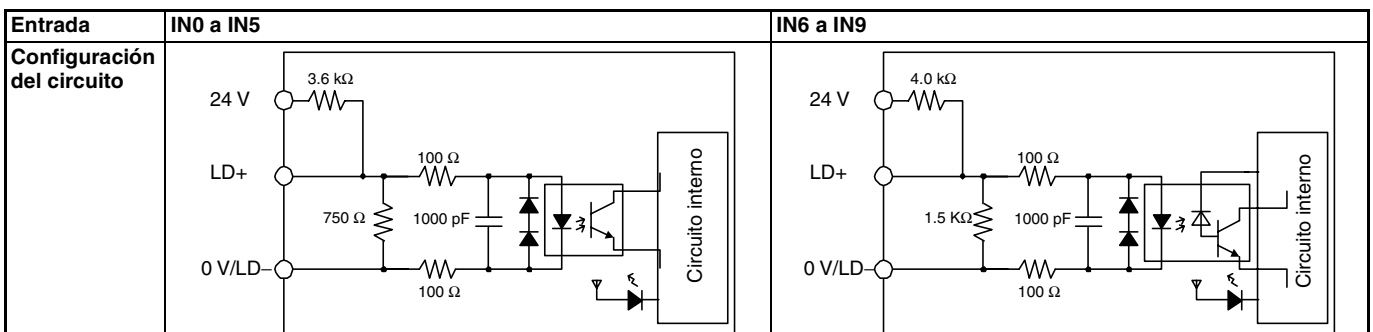 Entrada
IN0 a IN5
IN6 a IN9
Configuración
del circuito
3.6 kΩ
24 V
LD+
100 Ω
750 Ω
1000 pF
0 V/LD–
100 Ω
Circuito interno
4.0 kΩ
24 V
LD+
100 Ω
1.5 KΩ
1000 pF
0 V/LD–
100 Ω
Circuito interno